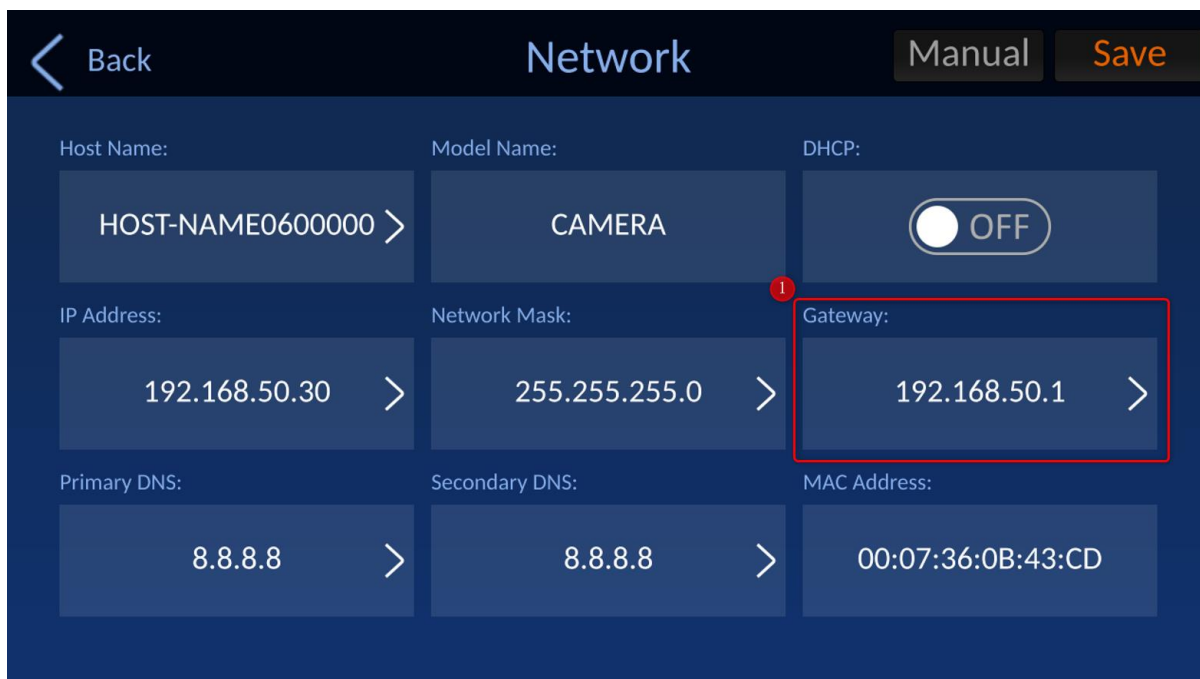 Back
Network
Manual
Save
Host Name:
Model Name:
DHCP:
HOST-NAME0600000
CAMERA
OFF
1
IP Address:
Network Mask:
Gateway:
192.168.50.30
255.255.255.0
192.168.50.1
Primary DNS:
Secondary DNS:
MAC Address:
8.8.8.8
8.8.8.8
00:07:36:0B:43:CD